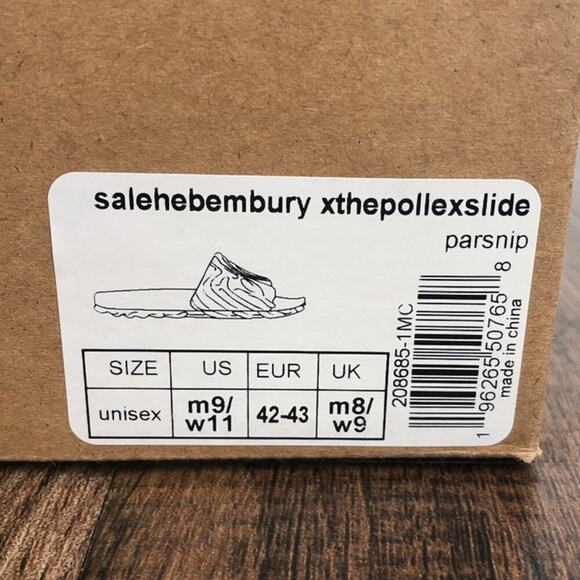 salehebembury xthepollexslide
parsnip
SIZE US EUR UK
unisex m9/ w11 42-43 m8/ w9
208685-1MC
1 96265 50765 8
made in china